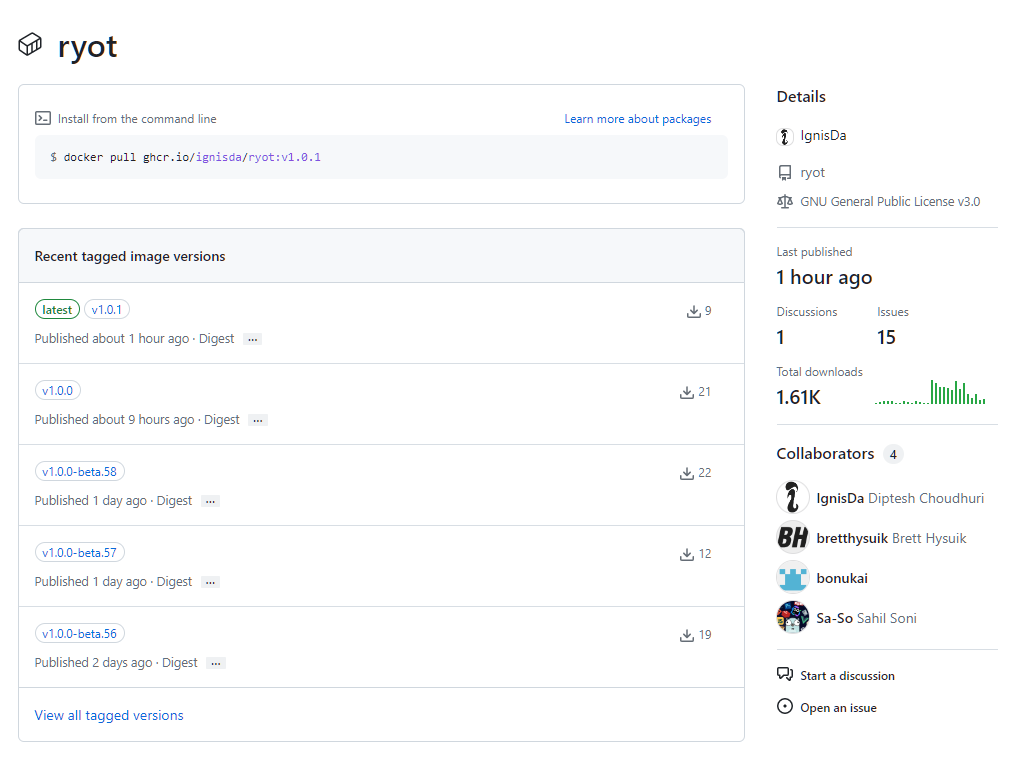 ryot
Install from the command line
Learn more about packages
$ docker pull ghcr.io/ignisda/ryot:v1.0.1
Recent tagged image versions
latest v1.0.1
9
Published about 1 hour ago · Digest ...
v1.0.0
21
Published about 9 hours ago · Digest ...
v1.0.0-beta.58
22
Published 1 day ago · Digest ...
v1.0.0-beta.57
12
Published 1 day ago · Digest ...
v1.0.0-beta.56
19
Published 2 days ago · Digest ...
View all tagged versions
Details
IgnisDa
ryot
GNU General Public License v3.0
Last published
1 hour ago
Discussions Issues
1 15
Total downloads
1.61K
Collaborators 4
IgnisDa Diptesh Choudhuri
BH bretthysuik Brett Hysuik
bonukai
Sa-So Sahil Soni
Start a discussion
Open an issue